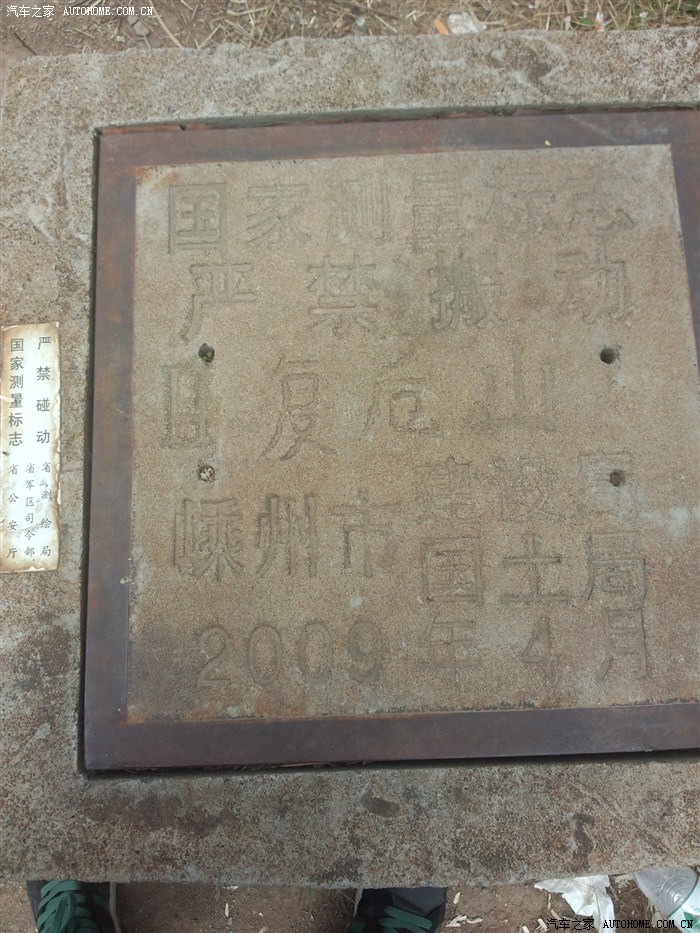 汽车之家 AUTOHOME.COM.CN
国家测量标志
严禁搬动
II 复卮山
嵊州市 建设局
国土局
2009年4月
严禁碰动 省测绘局
省军区司令部
国家测量标志 省公安厅
汽车之家 AUTOHOME.COM.CN